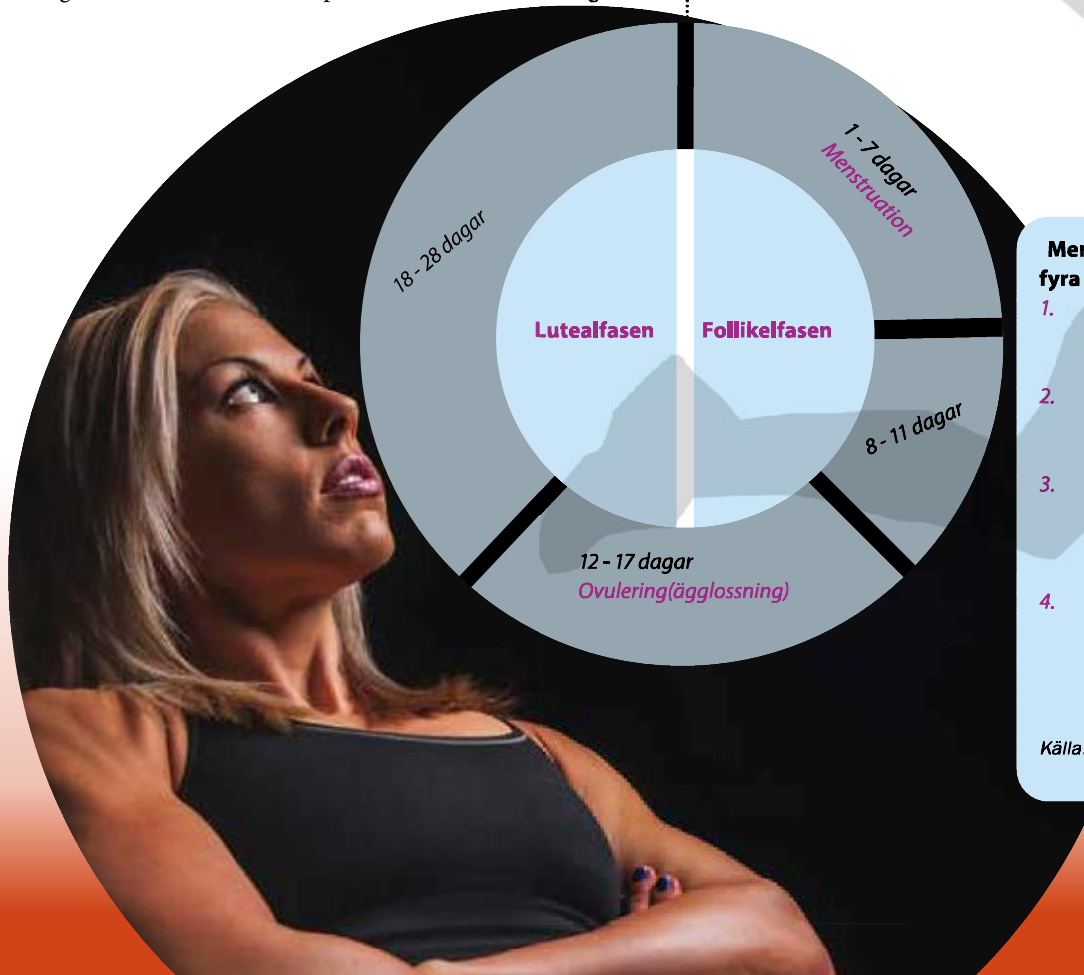 1 - 7 dagar
Menstruation
18 - 28 dagar
Lutealfasen
Follikelfasen
8 - 11 dagar
12 - 17 dagar
Ovulering(ägglossning)
fyra
1.
2.
3.
4.
Källa: